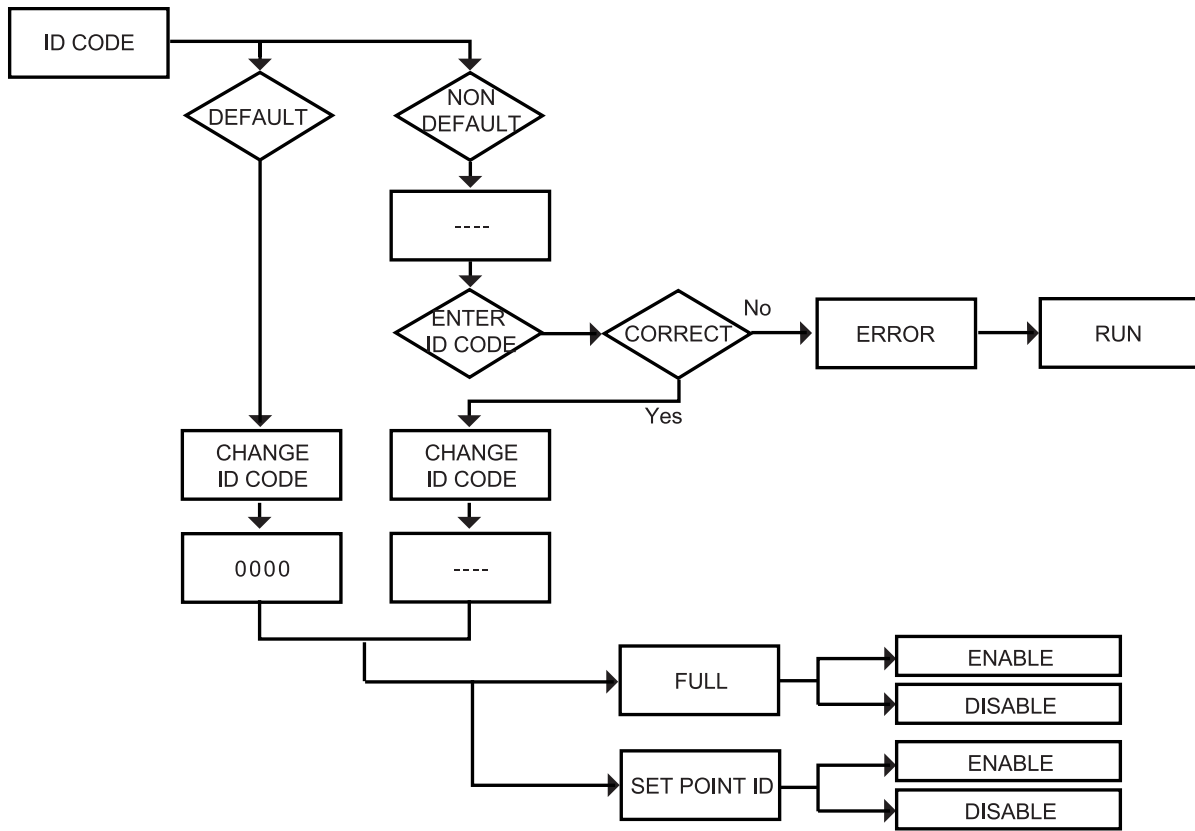 ID CODE
DEFAULT
NON
DEFAULT
----
ENTER
ID CODE
CORRECT
No
ERROR
RUN
Yes
CHANGE
ID CODE
CHANGE
ID CODE
0000
----
FULL
ENABLE
DISABLE
SET POINT ID
ENABLE
DISABLE